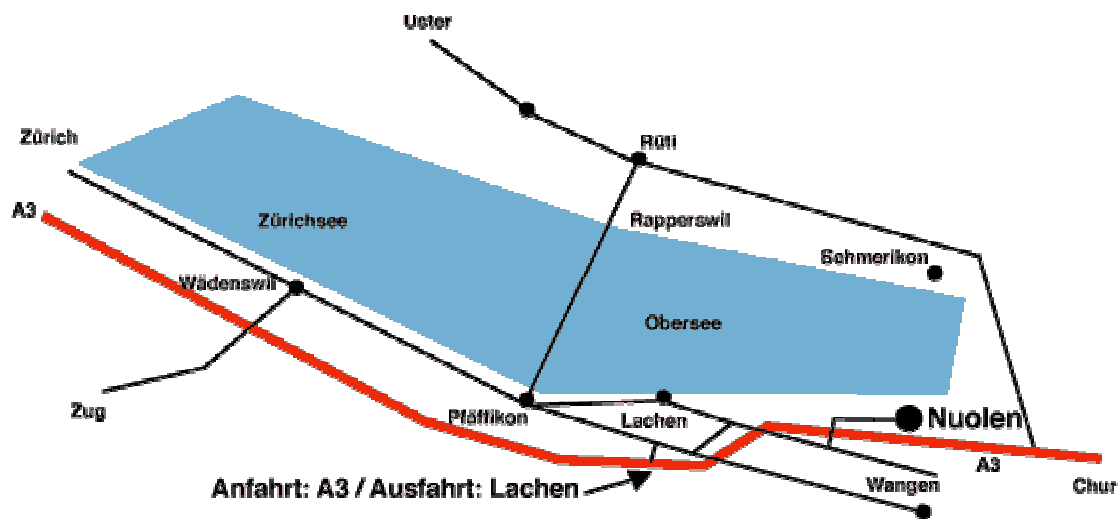 Uster
Zürich
Rüti
A3
Zürichsee
Rapperswil
Schmerikon
Wädenswil
Obersee
Zug
Pfäffikon
Lachen
Nuolen
A3
Anfahrt: A3 / Ausfahrt: Lachen
Wangen
Chur